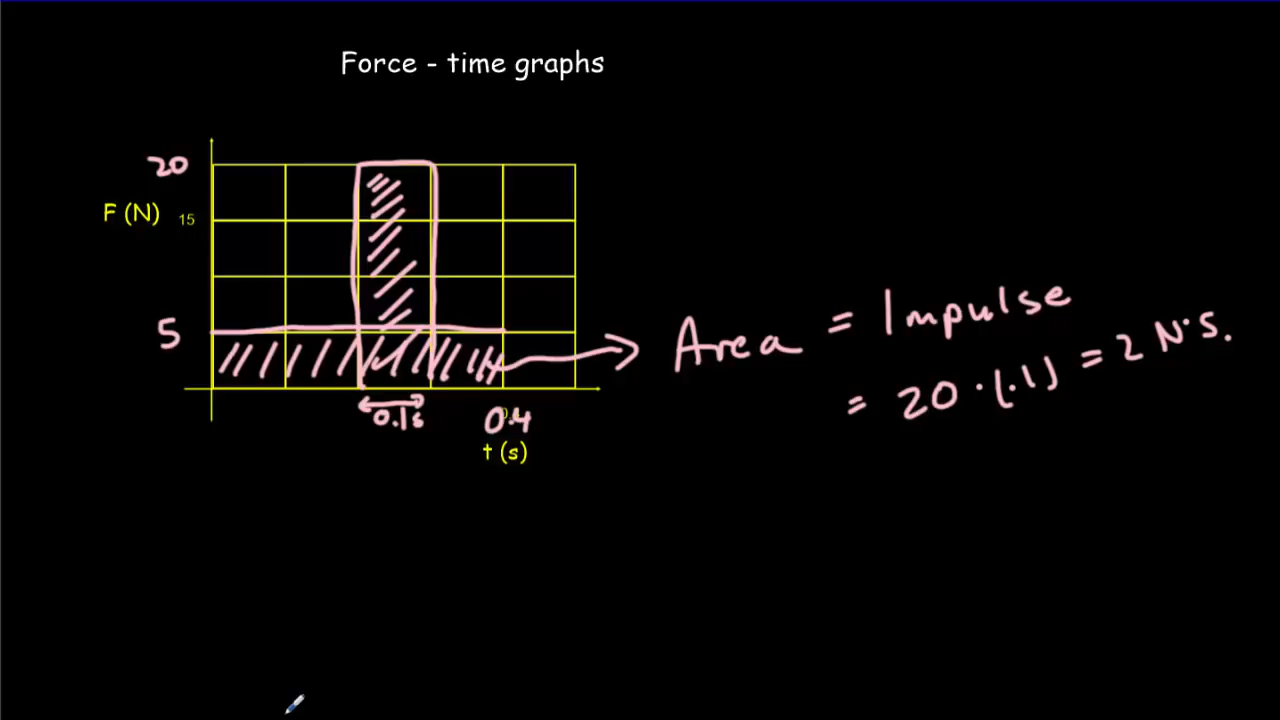 Force - time graphs
20
F (N) 15
5
Area = Impulse
= 20 · (.1) = 2 N·s.
0.1s
0.4
t (s)